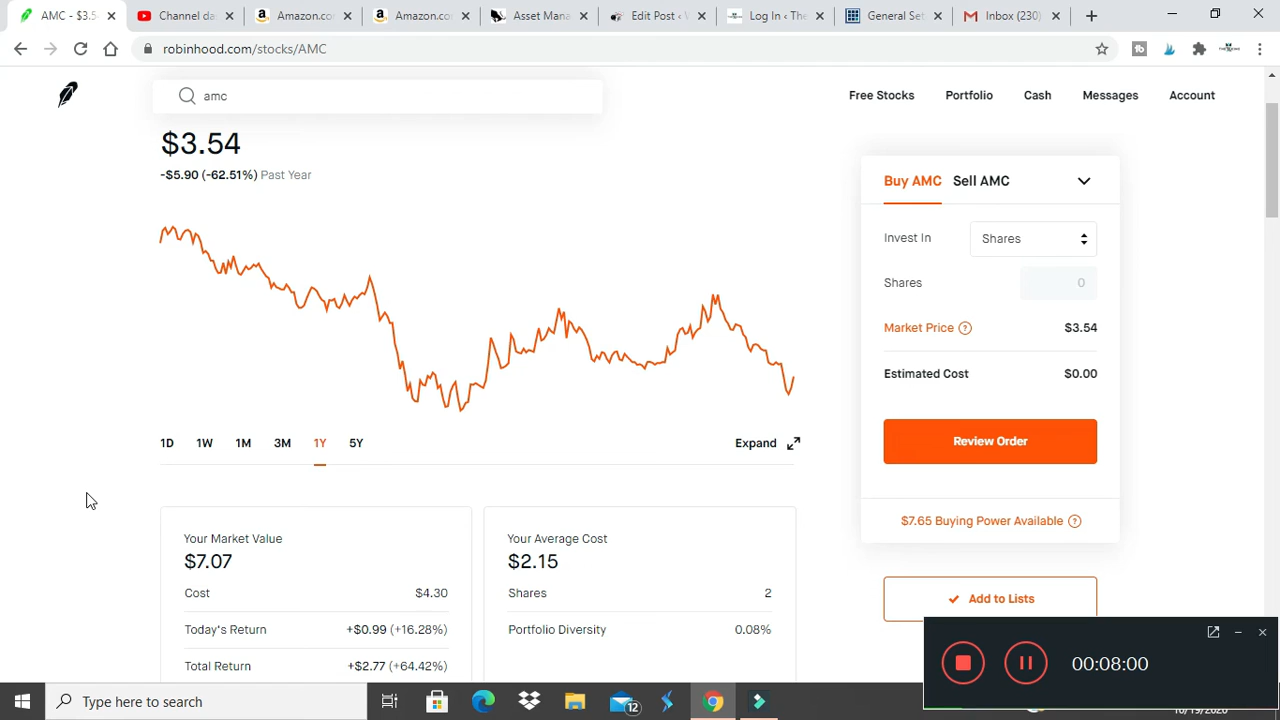 AMC - $3.5
Channel da
Amazon.co
Amazon.co
Asset Mana
Edit Post ‹
Log In ‹ The
General Set
Inbox (230)
robinhood.com/stocks/AMC
amc
Free Stocks
Portfolio
Cash
Messages
Account
$3.54
-$5.90 (-62.51%) Past Year
Buy AMC
Sell AMC
Invest In
Shares
Shares
0
Market Price ?
$3.54
Estimated Cost
$0.00
Review Order
$7.65 Buying Power Available ?
Add to Lists
1D 1W 1M 3M 1Y 5Y
Expand
Your Market Value
$7.07
Cost
$4.30
Today's Return
+$0.99 (+16.28%)
Total Return
+$2.77 (+64.42%)
Your Average Cost
$2.15
Shares
2
Portfolio Diversity
0.08%
00:08:00
Type here to search
12